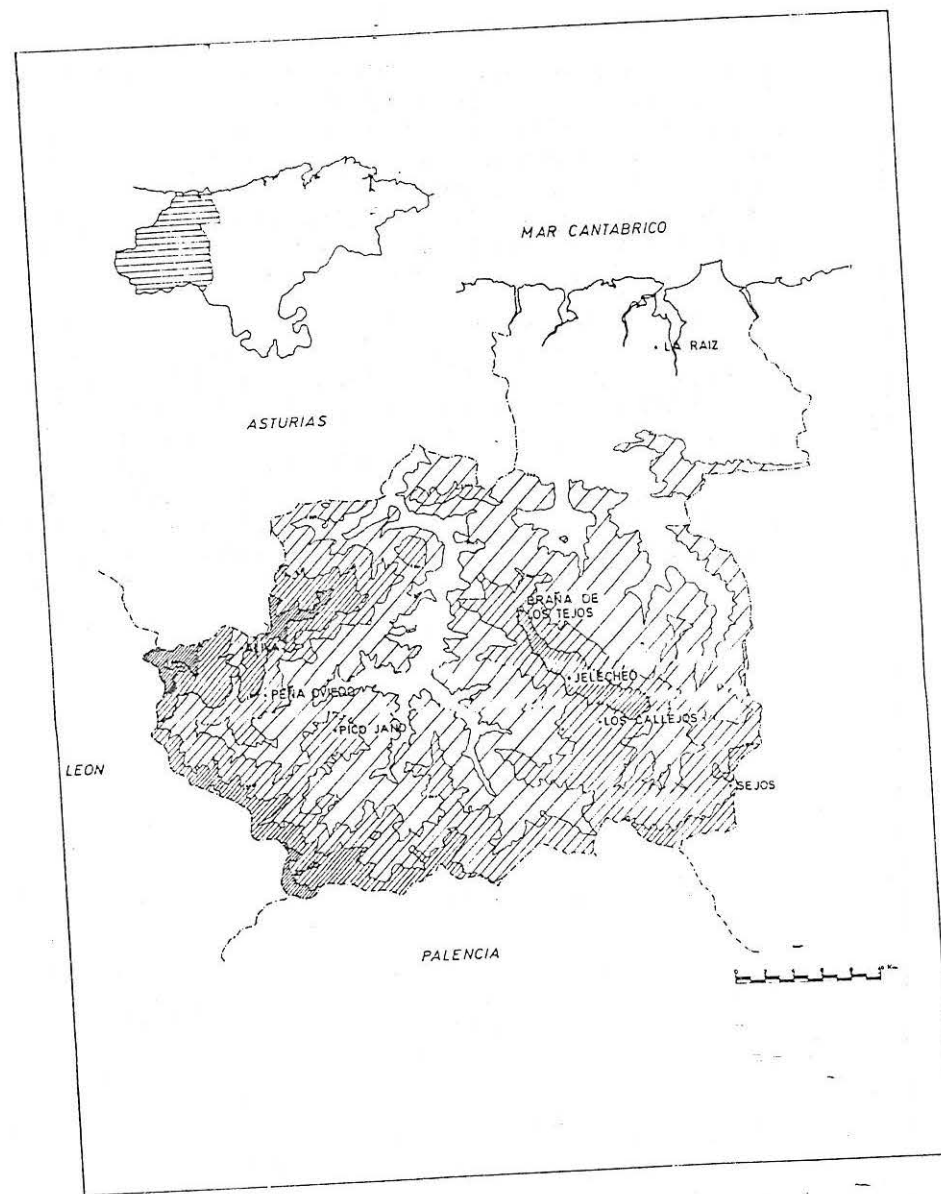 MAR CANTABRICO
LA RAIZ
ASTURIAS
BRAÑA DE
LOS TEJOS
ALIVA
JELECHEO
PEÑA OVIEDO
LOS CALLEJOS
PICO JANO
LEON
SEJOS
PALENCIA
Km